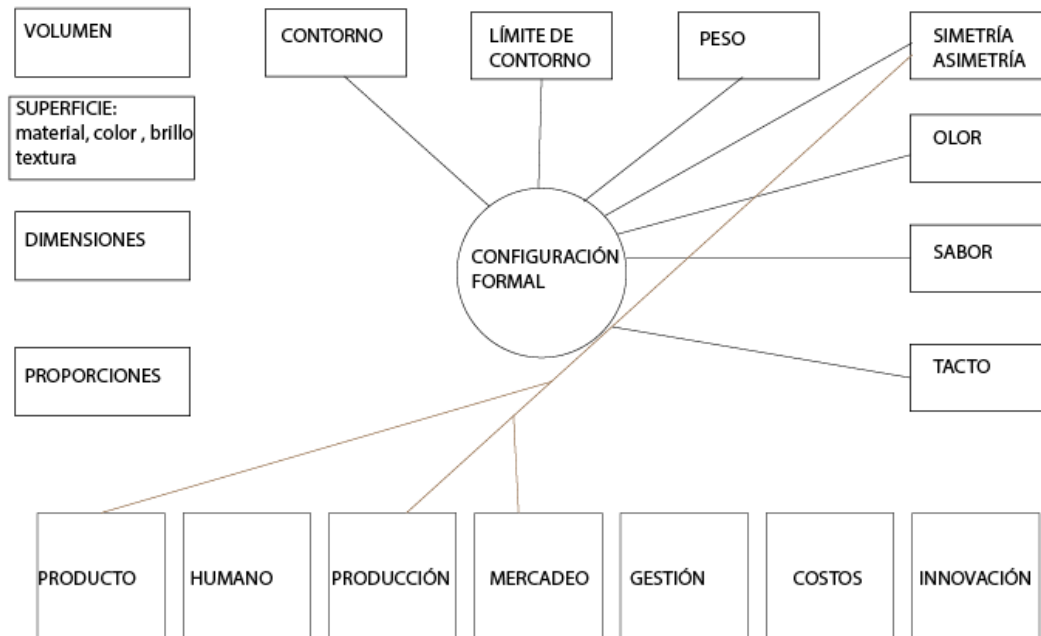 VOLUMEN
CONTORNO
LÍMITE DE
CONTORNO
PESO
SIMETRÍA
ASIMETRÍA
SUPERFICIE:
material, color , brillo
textura
OLOR
DIMENSIONES
CONFIGURACIÓN
FORMAL
SABOR
PROPORCIONES
TACTO
PRODUCTO
HUMANO
PRODUCCIÓN
MERCADEO
GESTIÓN
COSTOS
INNOVACIÓN